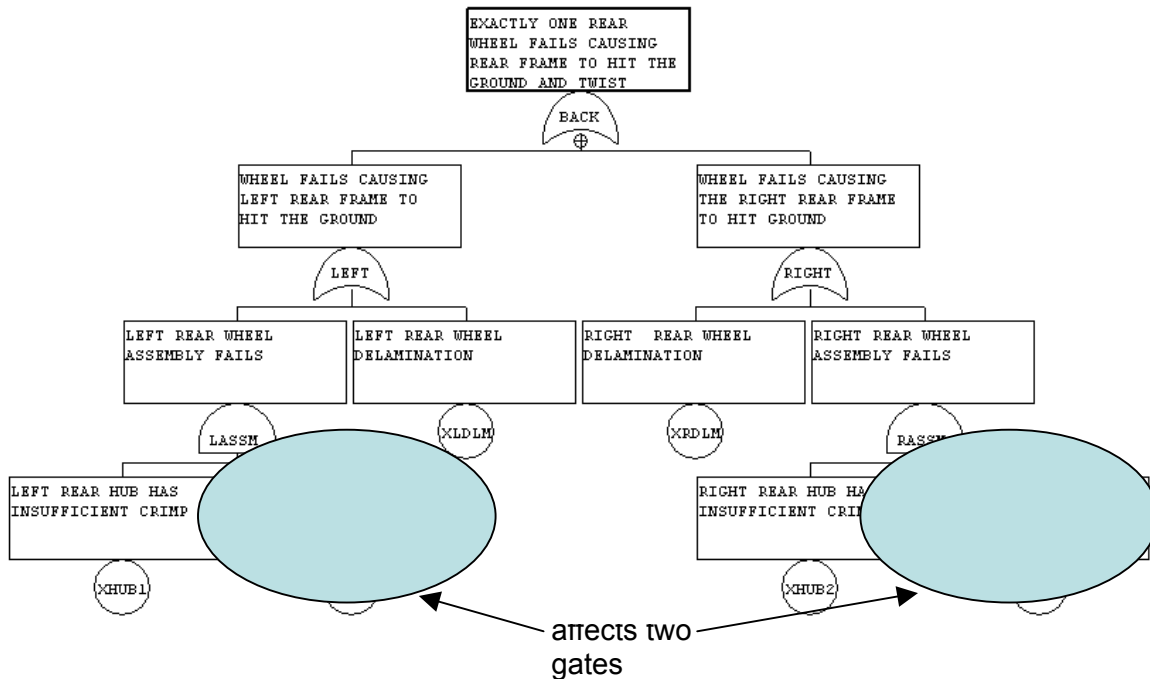 EXACTLY ONE REAR
WHEEL FAILS CAUSING
REAR FRAME TO HIT THE
GROUND AND TWIST
BACK
WHEEL FAILS CAUSING
LEFT REAR FRAME TO
HIT THE GROUND
WHEEL FAILS CAUSING
THE RIGHT REAR FRAME
TO HIT GROUND
LEFT
RIGHT
LEFT REAR WHEEL
ASSEMBLY FAILS
LEFT REAR WHEEL
DELAMINATION
RIGHT REAR WHEEL
DELAMINATION
RIGHT REAR WHEEL
ASSEMBLY FAILS
LASSM
XLDLM
XRDLM
RASSM
LEFT REAR HUB HAS
INSUFFICIENT CRIMP
RIGHT REAR HUB
INSUFFICIENT
XHUB1
XHUB2
affects two
gates